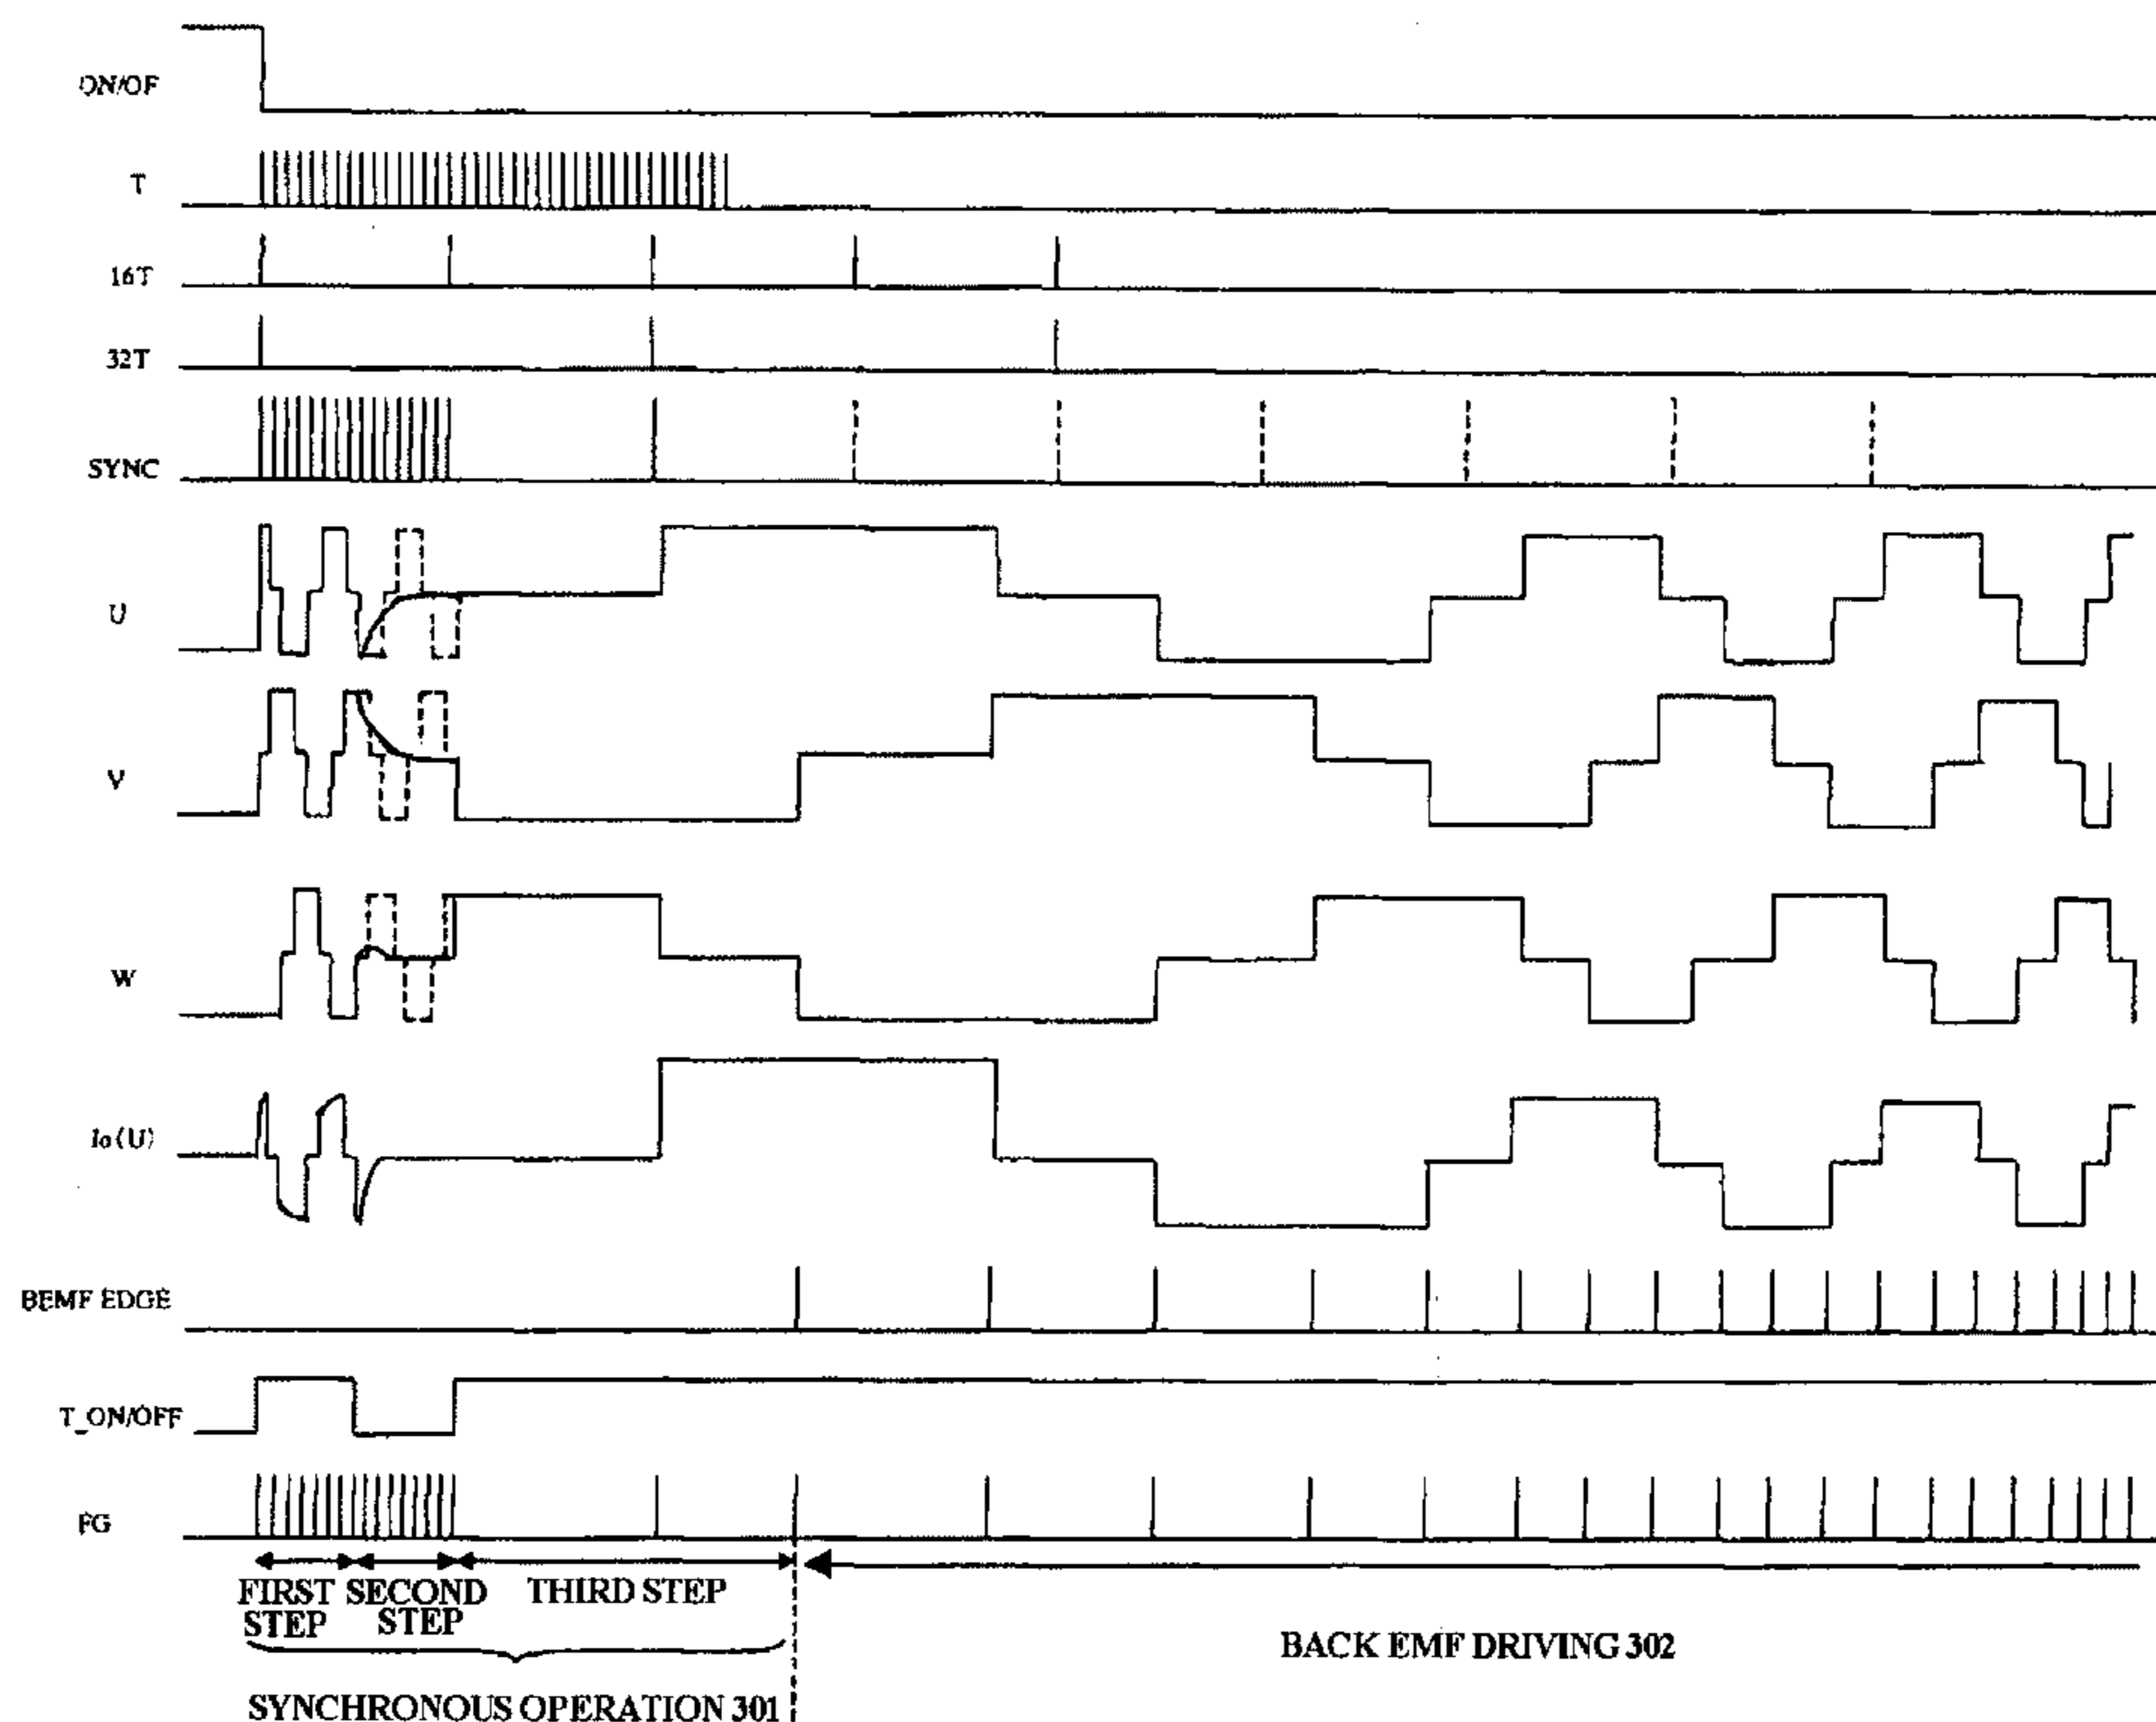 ON/OF
T
16T
32T
SYNC
U
V
W
Io(U)
BEMF EDGE
T_ON/OFF
FG
FIRST STEP
SECOND STEP
THIRD STEP
BACK EMF DRIVING 302
SYNCHRONOUS OPERATION 301